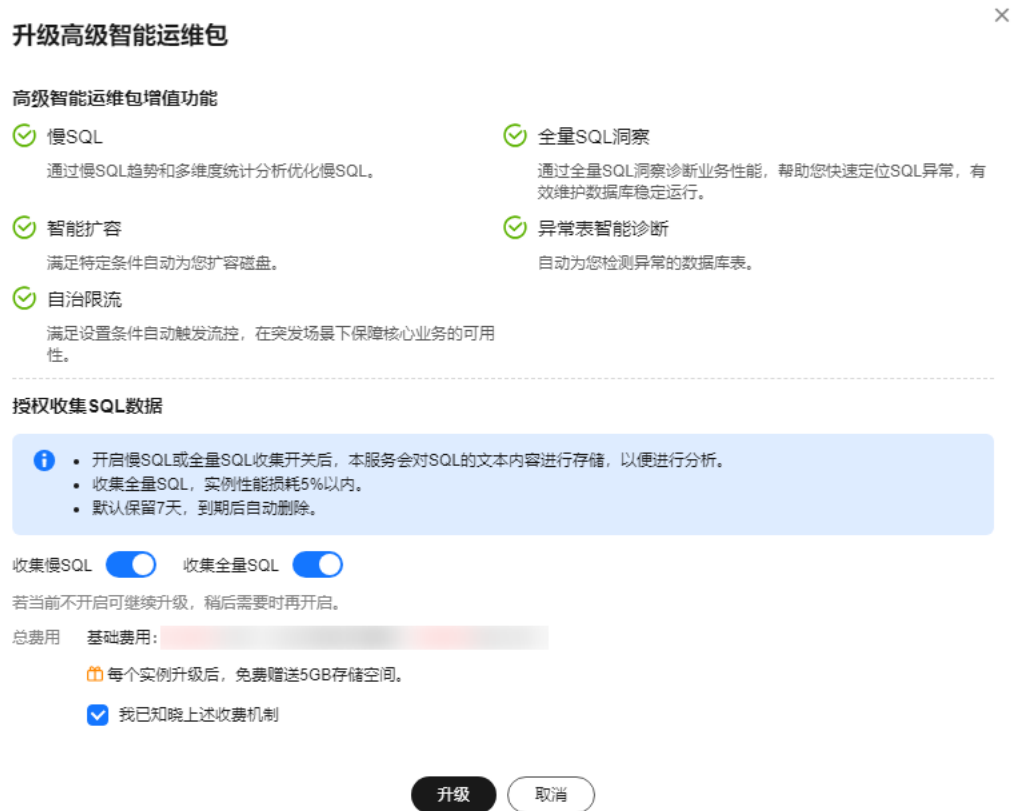 升级高级智能运维包
高级智能运维包增值功能
慢SQL
通过慢SQL趋势和多维度统计分析优化慢SQL。
全量SQL洞察
通过全量SQL洞察诊断业务性能，帮助您快速定位SQL异常，有
效维护数据库稳定运行。
智能扩容
满足特定条件自动为您扩容磁盘。
异常表智能诊断
自动为您检测异常的数据库表。
自治限流
满足设置条件自动触发流控，在突发场景下保障核心业务的可用
性。
授权收集SQL数据
• 开启慢SQL或全量SQL收集开关后，本服务会对SQL的文本内容进行存储，以便进行分析。
• 收集全量SQL，实例性能损耗5%以内。
• 默认保留7天，到期后自动删除。
收集慢SQL 收集全量SQL
若当前不开启可继续升级，稍后需要时再开启。
总费用 基础费用：
每个实例升级后，免费赠送5GB存储空间。
我已知晓上述收费机制
升级 取消